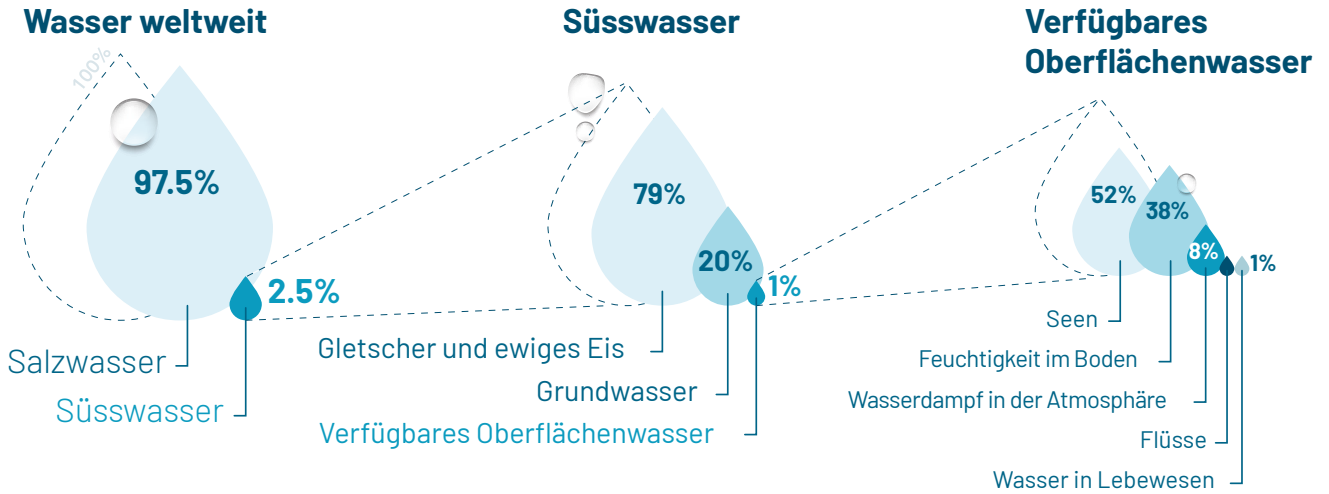 Wasser weltweit
100%
97.5%
2.5%
Salzwasser
Süsswasser
Süsswasser
79%
20%
1%
Gletscher und ewiges Eis
Grundwasser
Verfügbares Oberflächenwasser
Verfügbares
Oberflächenwasser
52%
38%
8%
1%
Seen
Feuchtigkeit im Boden
Wasserdampf in der Atmosphäre
Flüsse
Wasser in Lebewesen